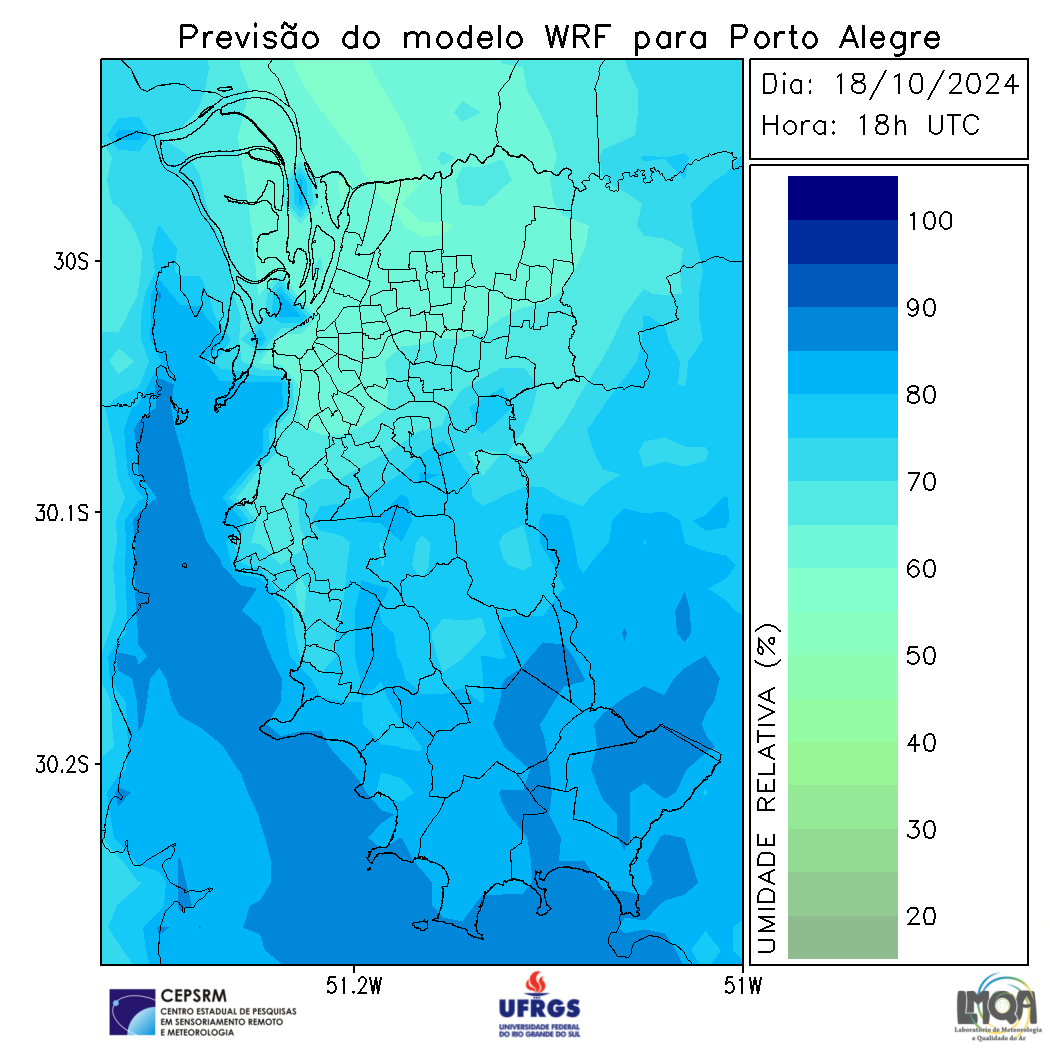 Previsão do modelo WRF para Porto Alegre
Dia: 18/10/2024
Hora: 18h UTC
100
90
80
70
60
50
40
30
20
UMIDADE RELATIVA (%)
30S
30.1S
30.2S
51.2W
51W
CEPSRM
CENTRO ESTADUAL DE PESQUISAS
EM SENSORIAMENTO REMOTO
E METEOROLOGIA
UFRGS
UNIVERSIDADE FEDERAL
DO RIO GRANDE DO SUL
LMQA
Laboratório de Meteorologia
e Qualidade do Ar